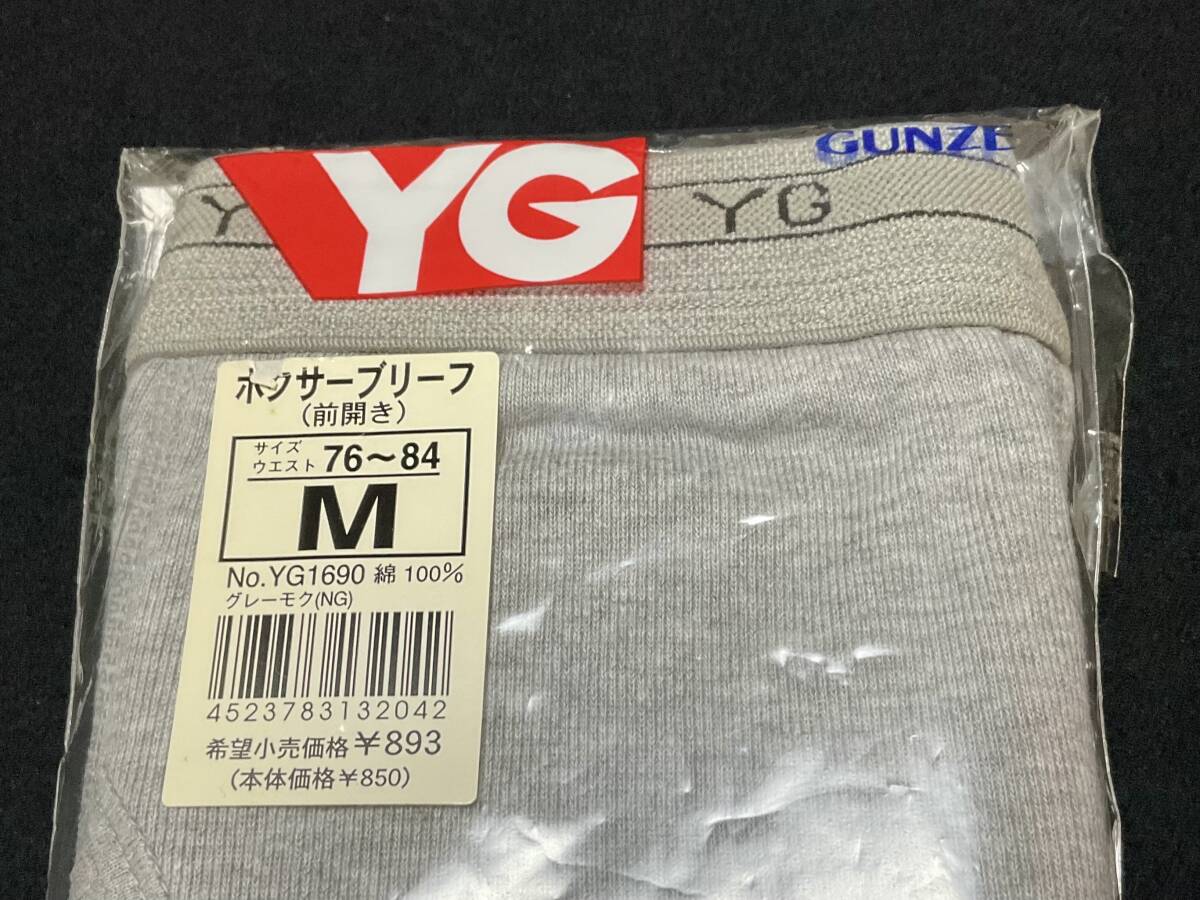 GUNZE
YG
Y
YG
ボクサーブリーフ
(前開き)
サイズ
ウエスト 76～84
M
No.YG1690 綿 100%
グレーモク(NG)
4523783132042
希望小売価格 ¥893
(本体価格¥850)